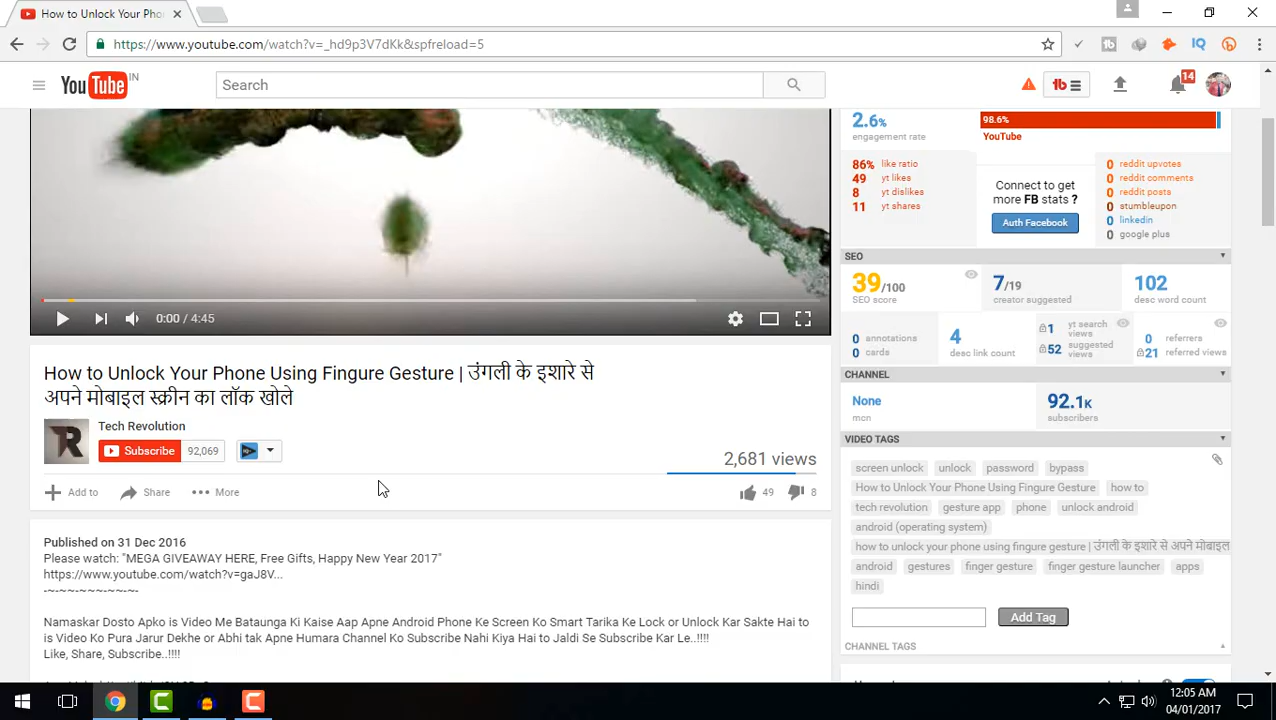 How to Unlock Your Pho
https://www.youtube.com/watch?v=_hd9p3V7dKk&spfreload=5
YouTube IN
Search
14
2.6%
engagement rate
98.6%
YouTube
86% like ratio
49 yt likes
8 yt dislikes
11 yt shares
Connect to get
more FB stats ?
Auth Facebook
0 reddit upvotes
0 reddit comments
0 reddit posts
0 stumbleupon
0 linkedin
0 google plus
SEO
39/100
SEO score
7/19
creator suggested
102
desc word count
0 annotations
0 cards
4
desc link count
1 yt search views
52 suggested views
0 referrers
21 referred views
0:00 / 4:45
How to Unlock Your Phone Using Fingure Gesture | उंगली के इशारे से
अपने मोबाइल स्क्रीन का लॉक खोले
Tech Revolution
Subscribe 92,069
2,681 views
Add to Share More
49 8
CHANNEL
None
mcn
92.1K
subscribers
VIDEO TAGS
screen unlock unlock password bypass
How to Unlock Your Phone Using Fingure Gesture how to
tech revolution gesture app phone unlock android
android (operating system)
how to unlock your phone using fingure gesture | उंगली के इशारे से अपने मोबाइल
android gestures finger gesture finger gesture launcher apps
hindi
Add Tag
CHANNEL TAGS
Published on 31 Dec 2016
Please watch: "MEGA GIVEAWAY HERE, Free Gifts, Happy New Year 2017"
https://www.youtube.com/watch?v=gaJ8V...
-~-~~-~~~-~~-~-
Namaskar Dosto Apko is Video Me Bataunga Ki Kaise Aap Apne Android Phone Ke Screen Ko Smart Tarika Ke Lock or Unlock Kar Sakte Hai to
is Video Ko Pura Jarur Dekhe or Abhi tak Apne Humara Channel Ko Subscribe Nahi Kiya Hai to Jaldi Se Subscribe Kar Le..!!!!
Like, Share, Subscribe..!!!!
12:05 AM
04/01/2017